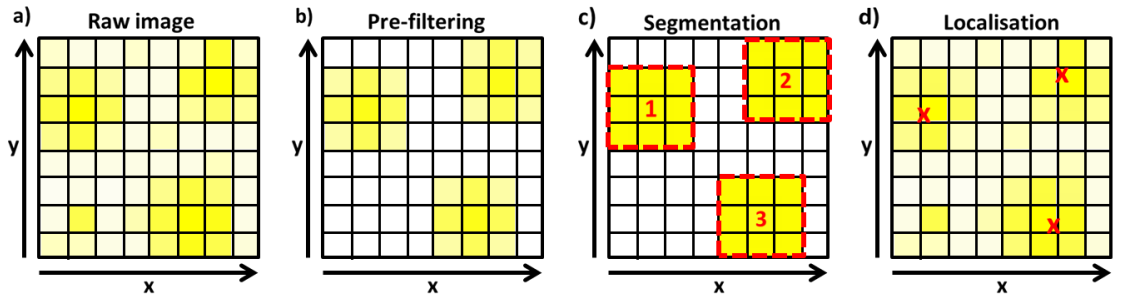 a) Raw image
b) Pre-filtering
c) Segmentation
d) Localisation
y
x
y
x
y
1
2
3
x
y
x
x
x
x